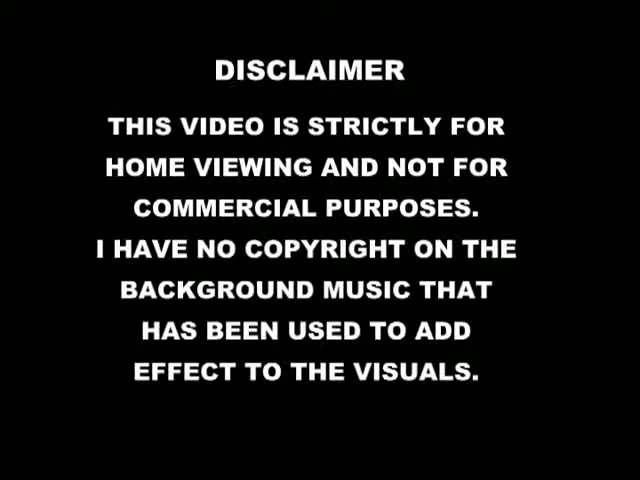 DISCLAIMER
THIS VIDEO IS STRICTLY FOR
HOME VIEWING AND NOT FOR
COMMERCIAL PURPOSES.
I HAVE NO COPYRIGHT ON THE
BACKGROUND MUSIC THAT
HAS BEEN USED TO ADD
EFFECT TO THE VISUALS.